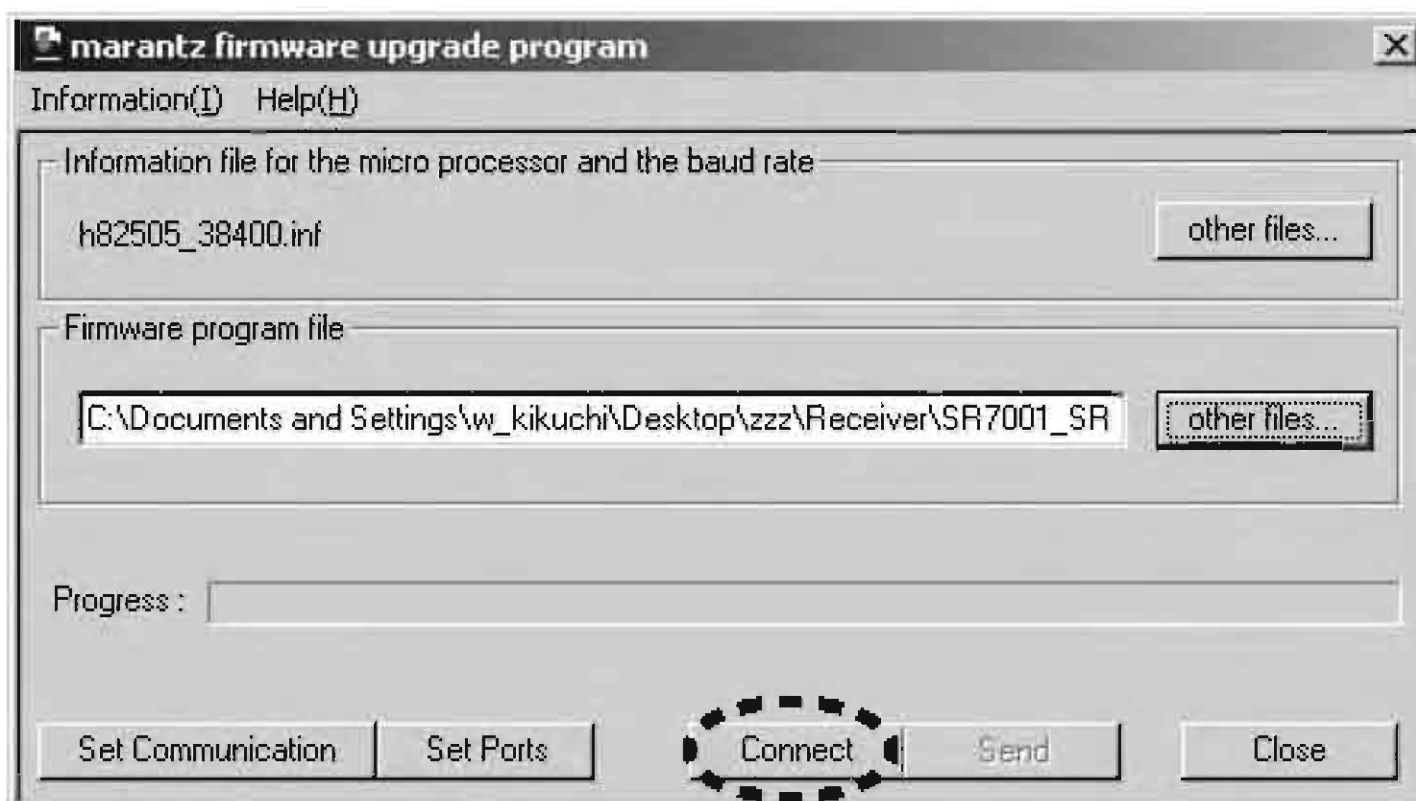 marantz firmware upgrade program
Information(I) Help(H)
Information file for the micro processor and the baud rate
h82505_38400.inf
other files...
Firmware program file
C:\Documents and Settings\w_kikuchi\Desktop\zzz\Receiver\SR7001_SR
other files...
Progress :
Set Communication
Set Ports
Connect
Send
Close